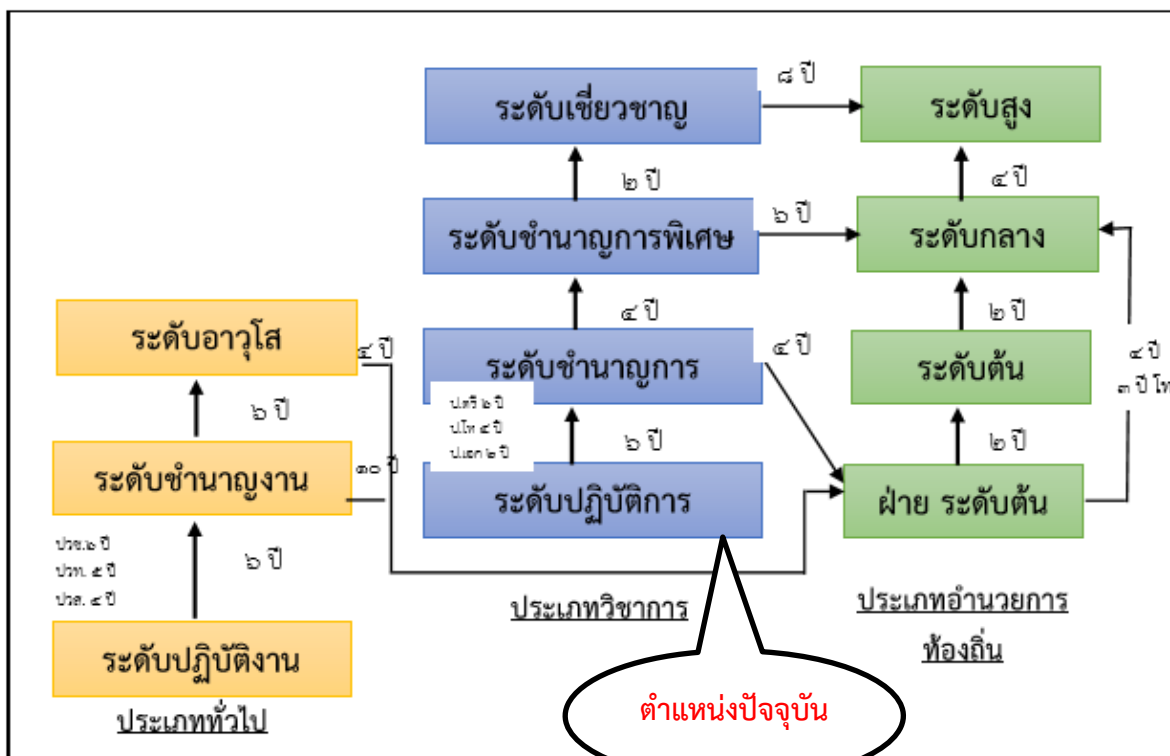 ระดับเชี่ยวชาญ
๘ ปี
ระดับสูง
๒ ปี
๔ ปี
ระดับชำนาญการพิเศษ
๖ ปี
ระดับกลาง
๔ ปี
๒ ปี
ระดับอาวุโส
๔ ปี
ระดับชำนาญการ
๔ ปี
ระดับต้น
๔ ปี
๓ ปี โท
๖ ปี
ป.ตรี ๖ ปี
ป.โท ๔ ปี
ป.เอก ๒ ปี
๖ ปี
๒ ปี
ระดับชำนาญงาน
๑๐ ปี
ระดับปฏิบัติการ
ฝ่าย ระดับต้น
ปวช.๖ ปี
ปวท. ๕ ปี
ปวส. ๔ ปี
๖ ปี
ประเภทวิชาการ
ประเภทอำนวยการ
ท้องถิ่น
ระดับปฏิบัติงาน
ประเภททั่วไป
ตำแหน่งปัจจุบัน